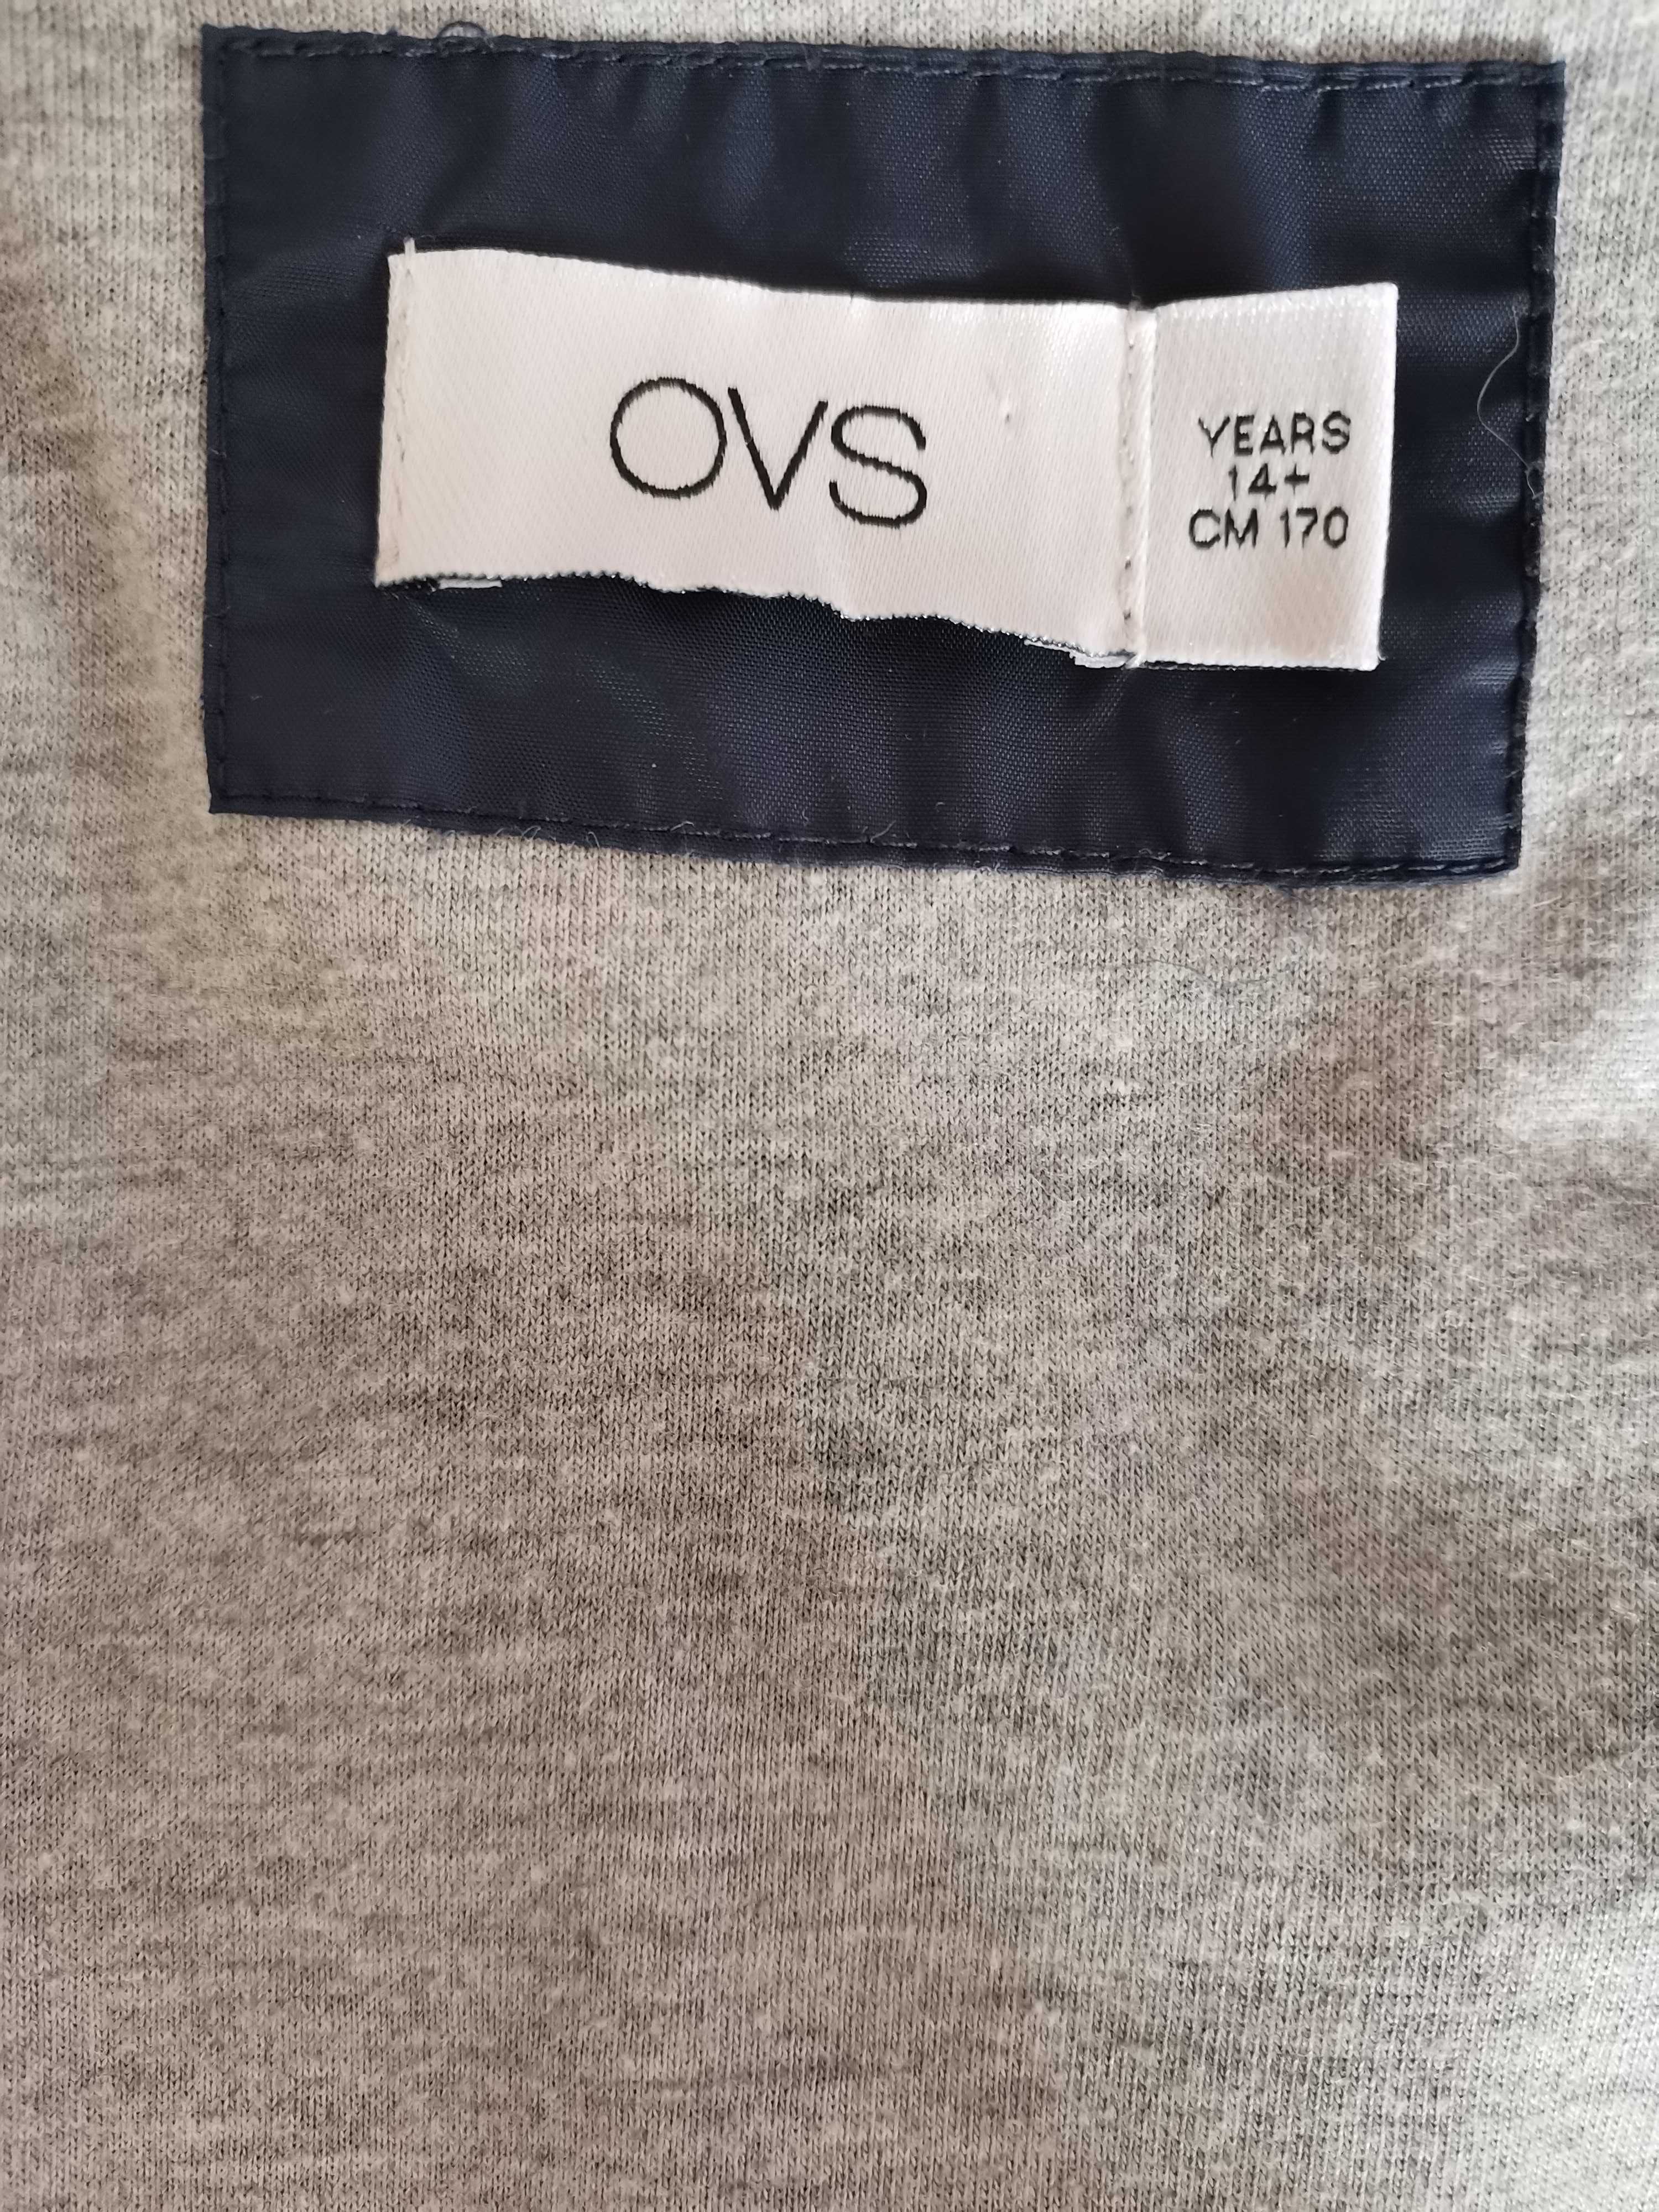 OVS
YEARS
14+
CM 170